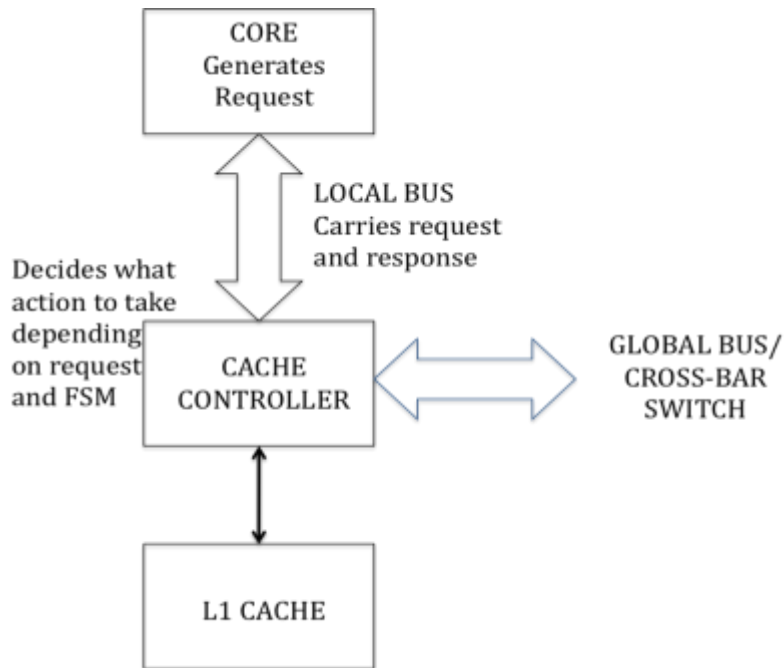 CORE
Generates
Request
LOCAL BUS
Carries request
and response
Decides what
action to take
depending
on request
and FSM
CACHE
CONTROLLER
GLOBAL BUS/
CROSS-BAR
SWITCH
L1 CACHE